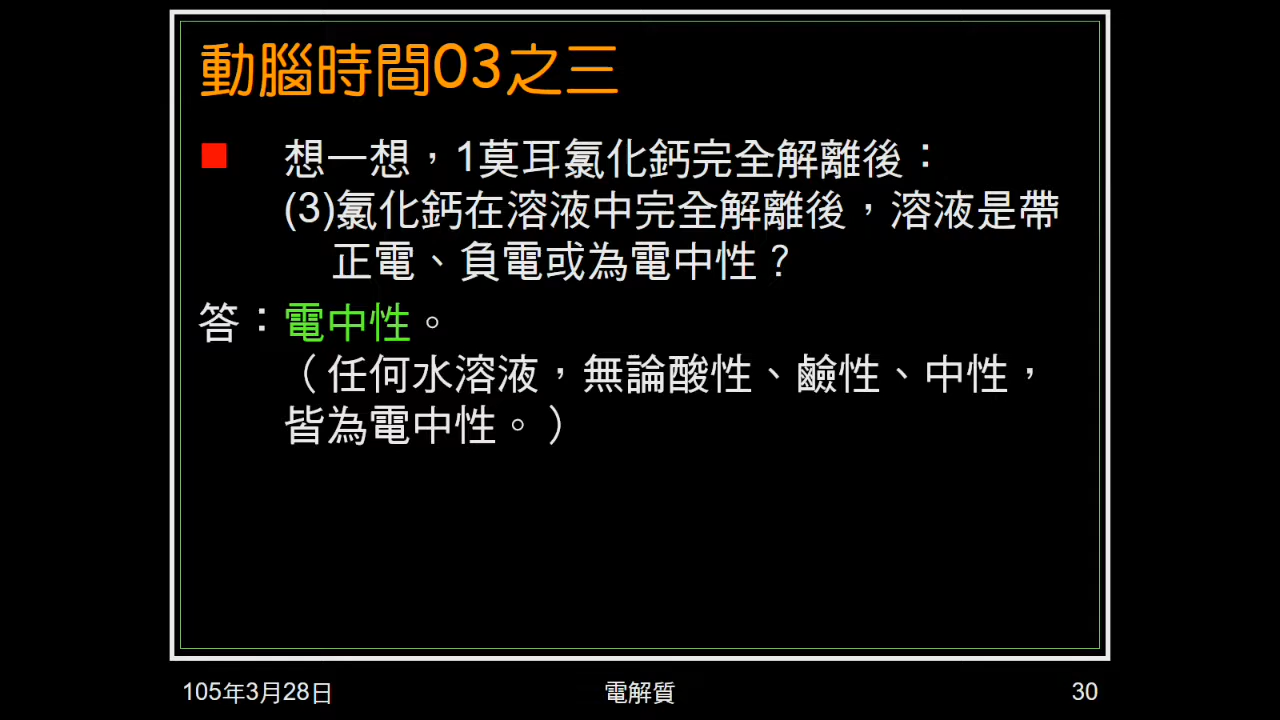 動腦時間03之三
想一想，1莫耳氯化鈣完全解離後：
(3)氯化鈣在溶液中完全解離後，溶液是帶
正電、負電或為電中性？
答：電中性。
（任何水溶液，無論酸性、鹼性、中性，
皆為電中性。）
105年3月28日
電解質
30